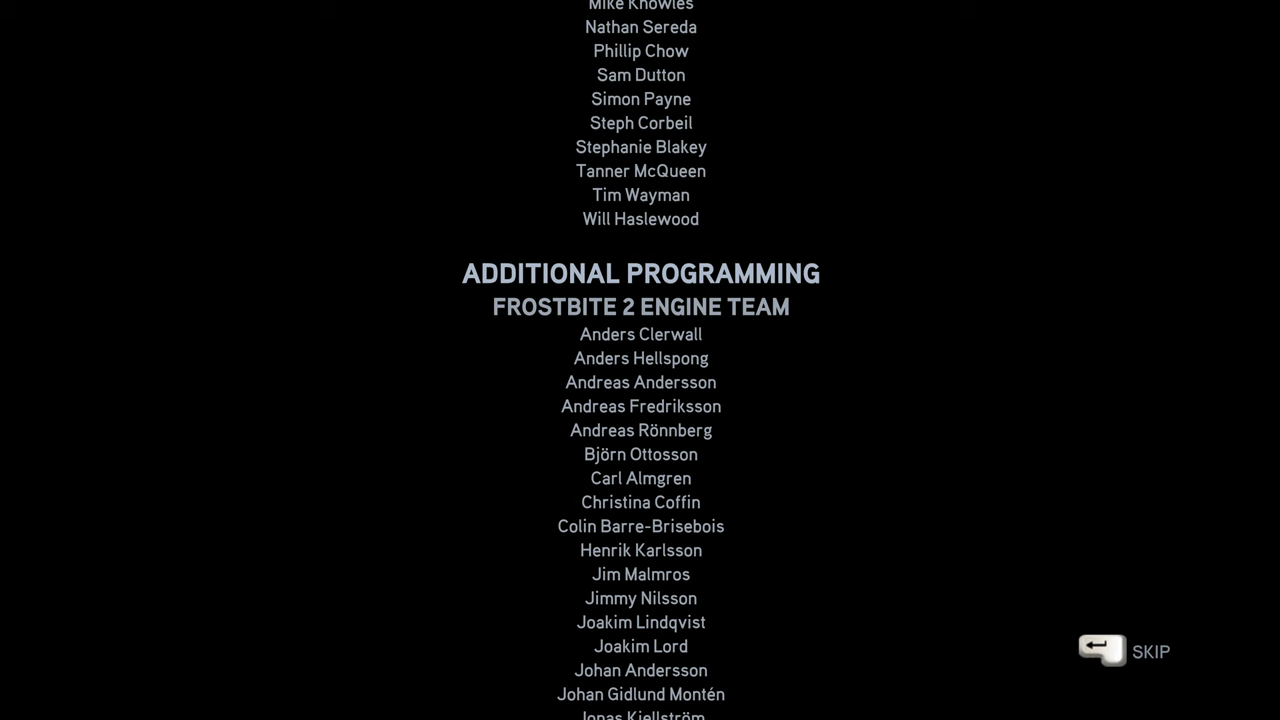 Mike Knowles
Nathan Sereda
Phillip Chow
Sam Dutton
Simon Payne
Steph Corbeil
Stephanie Blakey
Tanner McQueen
Tim Wayman
Will Haslewood
ADDITIONAL PROGRAMMING
FROSTBITE 2 ENGINE TEAM
Anders Clerwall
Anders Hellspong
Andreas Andersson
Andreas Fredriksson
Andreas Rönnberg
Björn Ottosson
Carl Almgren
Christina Coffin
Colin Barre-Brisebois
Henrik Karlsson
Jim Malmros
Jimmy Nilsson
Joakim Lindqvist
Joakim Lord
Johan Andersson
Johan Gidlund Montén
Jonas Kjellström
SKIP